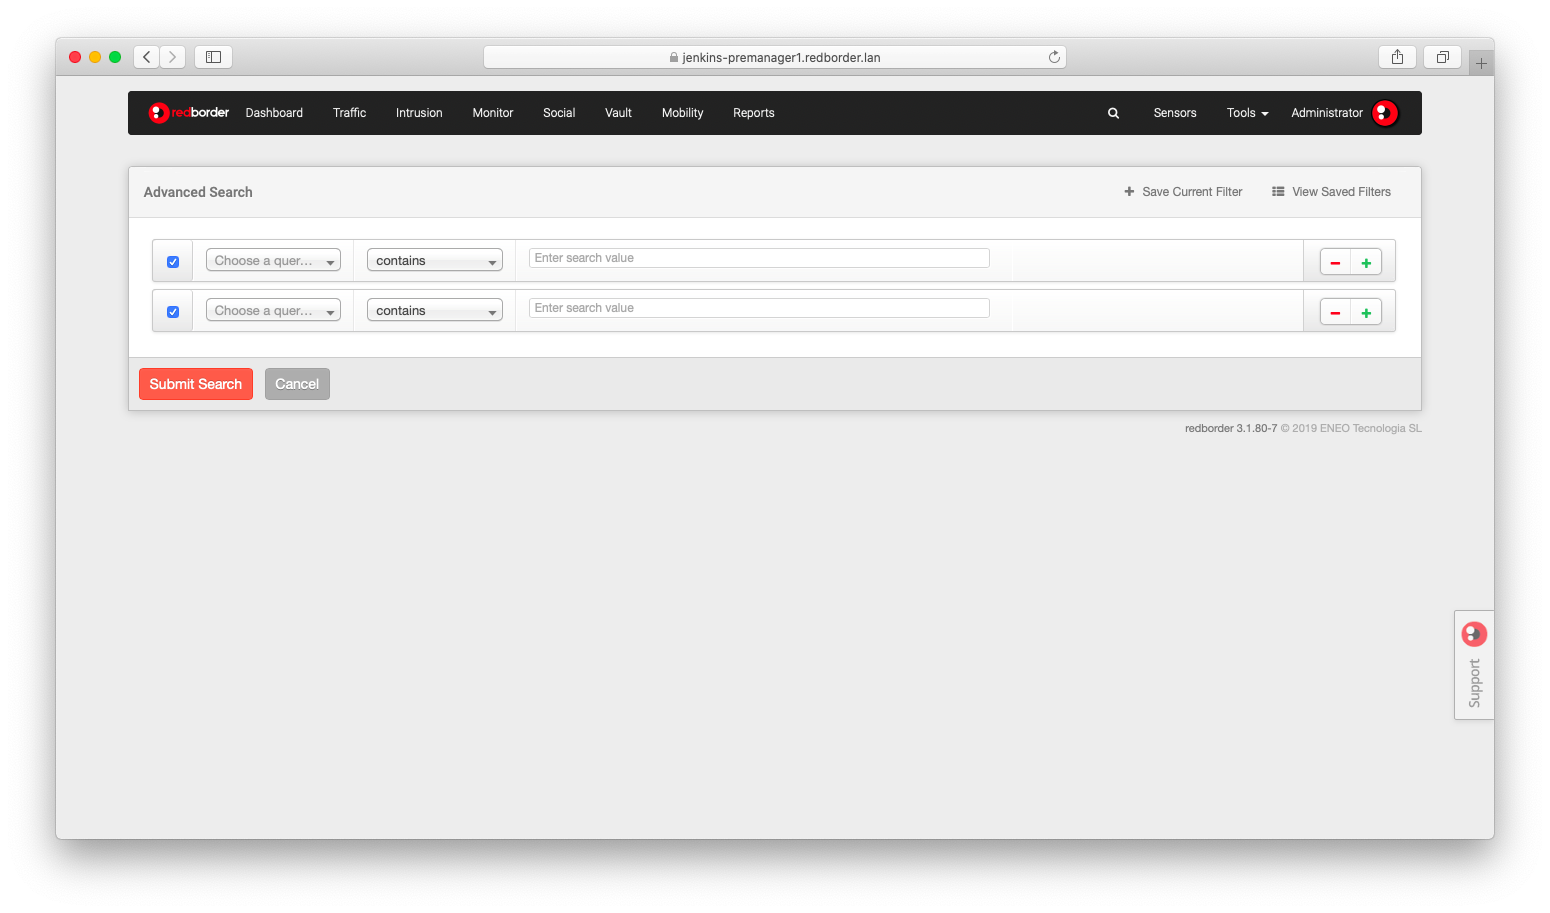 jenkins-premanager1.redborder.lan
redborder Dashboard Traffic Intrusion Monitor Social Vault Mobility Reports Sensors Tools Administrator
Advanced Search Save Current Filter View Saved Filters
Choose a quer... contains Enter search value
Choose a quer... contains Enter search value
Submit Search Cancel
redborder 3.1.80-7 © 2019 ENEO Tecnologia SL
Support